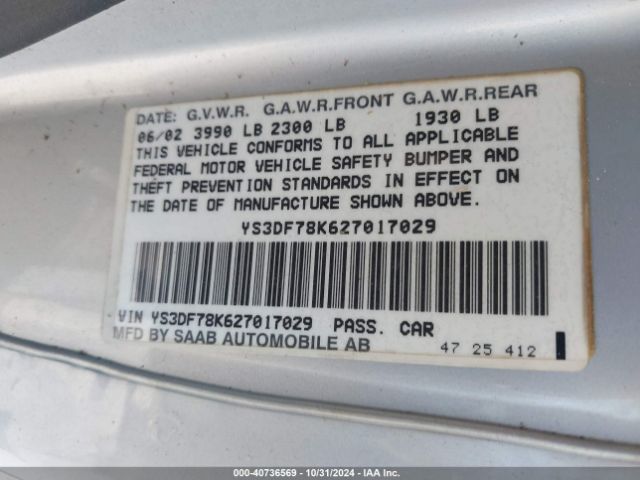 DATE: G.V.W.R. G.A.W.R.FRONT G.A.W.R.REAR
06/02 3990 LB 2300 LB 1930 LB
THIS VEHICLE CONFORMS TO ALL APPLICABLE
FEDERAL MOTOR VEHICLE SAFETY BUMPER AND
THEFT PREVENTION STANDARDS IN EFFECT ON
THE DATE OF MANUFACTURE SHOWN ABOVE.
YS3DF78K627017029
VIN YS3DF78K627017029 PASS. CAR
MFD BY SAAB AUTOMOBILE AB 47 25 412
000-40736569 | 10/31/2024 | IAA Inc.